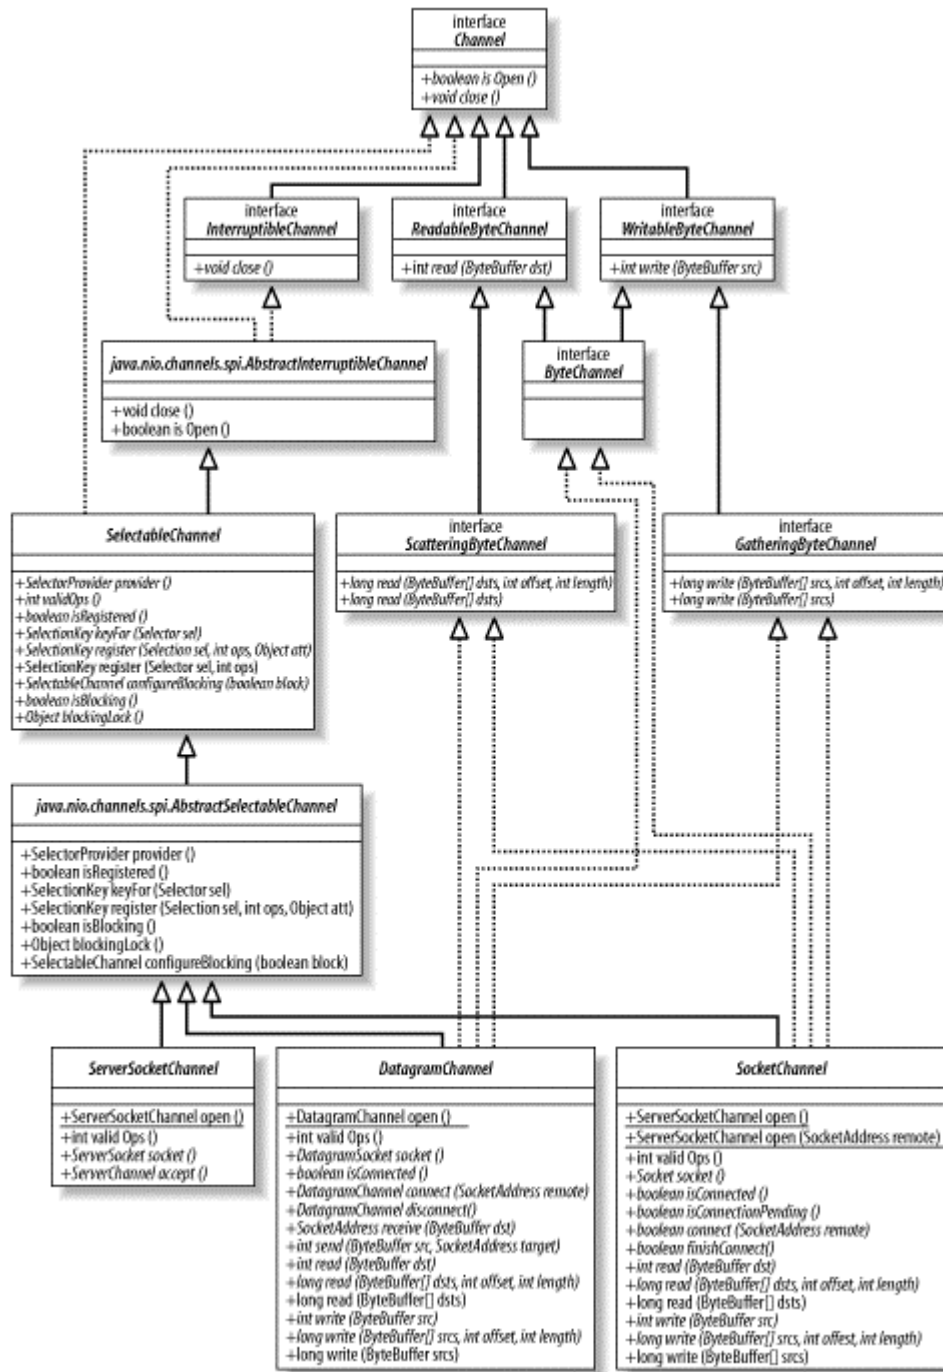 interface
Channel
+boolean is Open ()
+void close ()
interface
InterruptibleChannel
+void close ()
interface
ReadableByteChannel
+int read (ByteBuffer dst)
interface
WritableByteChannel
+int write (ByteBuffer src)
java.nio.channels.spi.AbstractInterruptibleChannel
+void close ()
+boolean is Open ()
interface
ByteChannel
SelectableChannel
+SelectorProvider provider ()
+int validOps ()
+boolean isRegistered ()
+SelectionKey keyFor (Selector sel)
+SelectionKey register (Selection sel, int ops, Object att)
+SelectionKey register (Selector sel, int ops)
+SelectableChannel configureBlocking (boolean block)
+boolean isBlocking ()
+Object blockingLock ()
interface
ScatteringByteChannel
+long read (ByteBuffer[] dsts, int offset, int length)
+long read (ByteBuffer[] dsts)
interface
GatheringByteChannel
+long write (ByteBuffer[] srcs, int offset, int length)
+long write (ByteBuffer[] srcs)
java.nio.channels.spi.AbstractSelectableChannel
+SelectorProvider provider ()
+boolean isRegistered ()
+SelectionKey keyFor (Selector sel)
+SelectionKey register (Selection sel, int ops, Object att)
+boolean isBlocking ()
+Object blockingLock ()
+SelectableChannel configureBlocking (boolean block)
ServerSocketChannel
+ServerSocketChannel open ()
+int valid Ops ()
+ServerSocket socket ()
+ServerChannel accept ()
DatagramChannel
+DatagramChannel open ()
+int valid Ops ()
+DatagramSocket socket ()
+boolean isConnected ()
+DatagramChannel connect (SocketAddress remote)
+DatagramChannel disconnect()
+SocketAddress receive (ByteBuffer dst)
+int send (ByteBuffer src, SocketAddress target)
+int read (ByteBuffer dst)
+long read (ByteBuffer[] dsts, int offset, int length)
+long read (ByteBuffer[] dsts)
+int write (ByteBuffer src)
+long write (ByteBuffer[] srcs, int offset, int length)
+long write (ByteBuffer srcs)
SocketChannel
+ServerSocketChannel open ()
+ServerSocketChannel open (SocketAddress remote)
+int valid Ops ()
+Socket socket ()
+boolean isConnected ()
+boolean isConnectionPending ()
+boolean connect (SocketAddress remote)
+boolean finishConnect()
+int read (ByteBuffer dst)
+long read (ByteBuffer[] dsts, int offset, int length)
+long read (ByteBuffer[] dsts)
+int write (ByteBuffer src)
+long write (ByteBuffer[] srcs, int offest, int length)
+long write (ByteBuffer[] srcs)